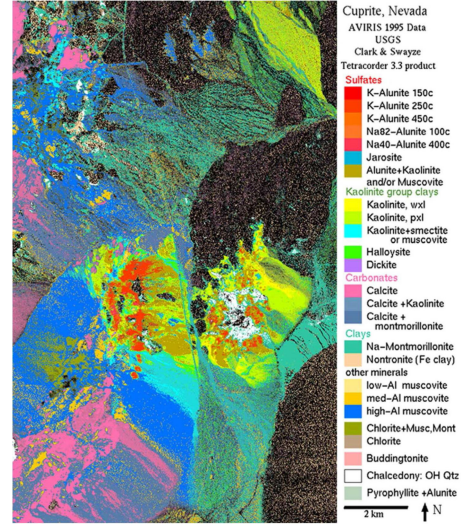 Cuprite, Nevada
AVIRIS 1995 Data
USGS
Clark & Swayze
Tetracorder 3.3 product
Sulfates
K-Alunite 150c
K-Alunite 250c
K-Alunite 450c
Na82-Alunite 100c
Na40-Alunite 400c
Jarosite
Alunite+Kaolinite
and/or Muscovite
Kaolinite group clays
Kaolinite, wxl
Kaolinite, pxl
Kaolinite+smectite
or muscovite
Halloysite
Dickite
Carbonates
Calcite
Calcite +Kaolinite
Calcite +
montmorillonite
Clays
Na-Montmorillonite
Nontronite (Fe clay)
other minerals
low-Al muscovite
med-Al muscovite
high-Al muscovite
Chlorite+Musc,Mont
Chlorite
Buddingtonite
Chalcedony: OH Qtz
Pyrophyllite +Alunite
2 km
N